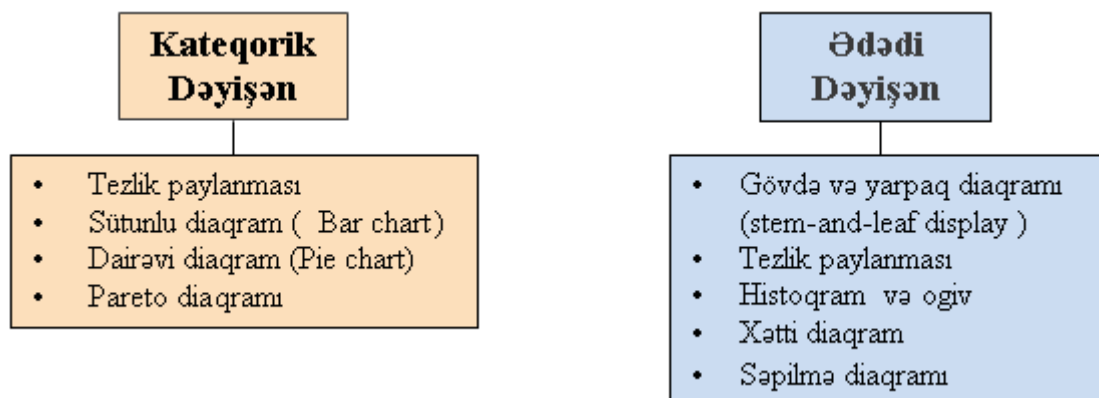 Kateqorik
Dəyişən
• Tezlik paylanması
• Sütunlu diaqram ( Bar chart)
• Dairəvi diaqram (Pie chart)
• Pareto diaqramı
Ədədi
Dəyişən
• Gövdə və yarpaq diaqramı
(stem-and-leaf display )
• Tezlik paylanması
• Histoqram və ogiv
• Xətti diaqram
• Səpilmə diaqramı